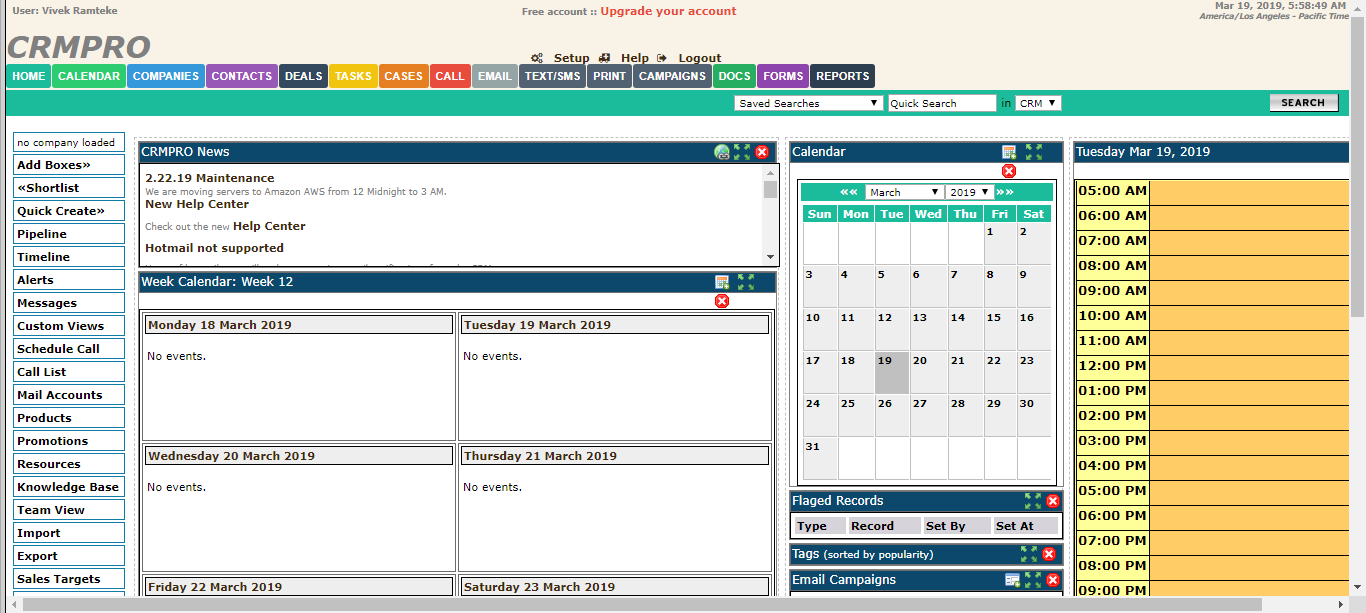 User: Vivek Ramteke
Free account :: Upgrade your account
Mar 19, 2019, 5:58:49 AM
America/Los Angeles - Pacific Time
CRMPRO
Setup Help Logout
HOME CALENDAR COMPANIES CONTACTS DEALS TASKS CASES CALL EMAIL TEXT/SMS PRINT CAMPAIGNS DOCS FORMS REPORTS
Saved Searches Quick Search in CRM SEARCH
no company loaded
Add Boxes»
«Shortlist
Quick Create»
Pipeline
Timeline
Alerts
Messages
Custom Views
Schedule Call
Call List
Mail Accounts
Products
Promotions
Resources
Knowledge Base
Team View
Import
Export
Sales Targets
CRMPRO News
2.22.19 Maintenance
We are moving servers to Amazon AWS from 12 Midnight to 3 AM.
New Help Center
Check out the new Help Center
Hotmail not supported
Week Calendar: Week 12
Monday 18 March 2019
No events.
Tuesday 19 March 2019
No events.
Wednesday 20 March 2019
No events.
Thursday 21 March 2019
No events.
Friday 22 March 2019
Saturday 23 March 2019
Calendar
«« March 2019 »»
Sun Mon Tue Wed Thu Fri Sat
1 2
3 4 5 6 7 8 9
10 11 12 13 14 15 16
17 18 19 20 21 22 23
24 25 26 27 28 29 30
31
Flaged Records
Type Record Set By Set At
Tags (sorted by popularity)
Email Campaigns
Tuesday Mar 19, 2019
05:00 AM
06:00 AM
07:00 AM
08:00 AM
09:00 AM
10:00 AM
11:00 AM
12:00 PM
01:00 PM
02:00 PM
03:00 PM
04:00 PM
05:00 PM
06:00 PM
07:00 PM
08:00 PM
09:00 PM